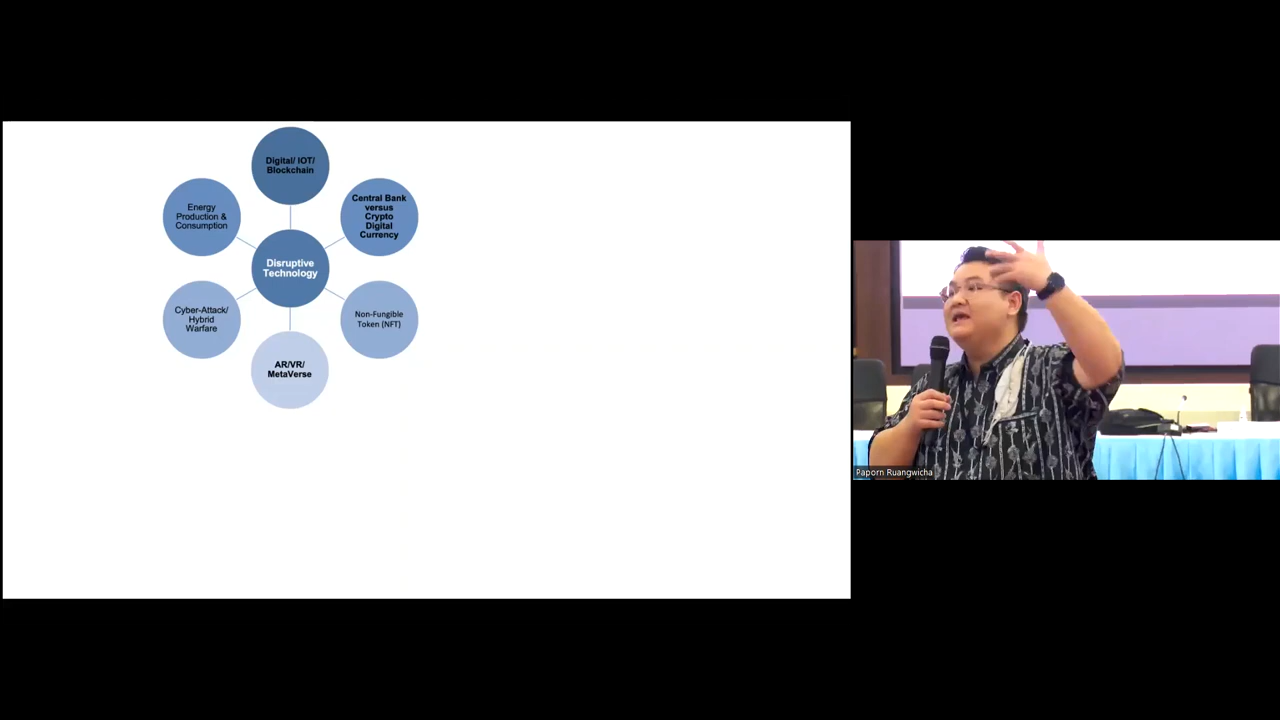 Digital/ IOT/
Blockchain
Energy
Production &
Consumption
Central Bank
versus
Crypto
Digital
Currency
Disruptive
Technology
Cyber-Attack/
Hybrid
Warfare
Non-Fungible
Token (NFT)
AR/VR/
MetaVerse
Paporn Ruangwicha